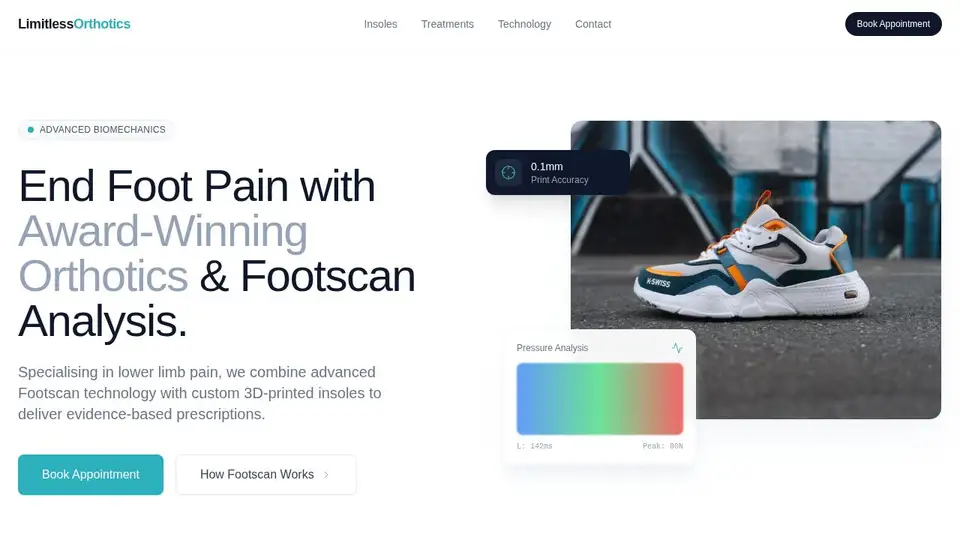 LimitlessOrthotics
Insoles
Treatments
Technology
Contact
Book Appointment
ADVANCED BIOMECHANICS
End Foot Pain with
Award-Winning
Orthotics & Footscan
Analysis.
Specialising in lower limb pain, we combine advanced
Footscan technology with custom 3D-printed insoles to
deliver evidence-based prescriptions.
Book Appointment
How Footscan Works
0.1mm
Print Accuracy
K-SWISS
Pressure Analysis
L: 142ms
Peak: 80N